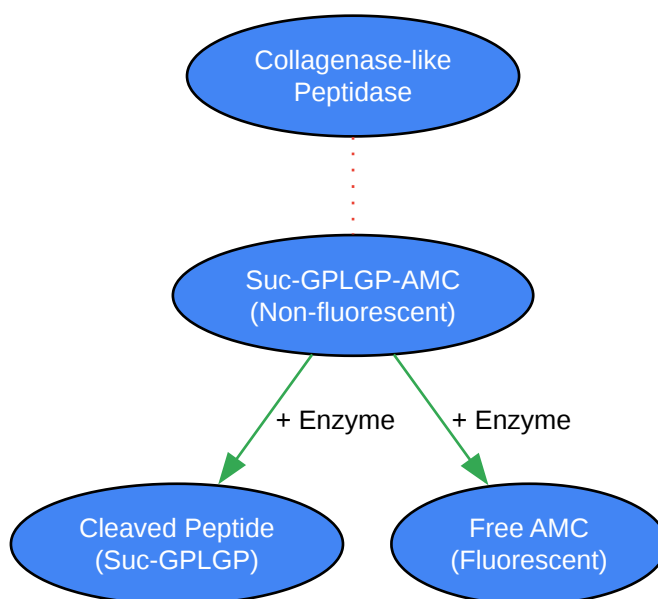 Collagenase-like
Peptidase
Suc-GPLGP-AMC
(Non-fluorescent)
+ Enzyme
+ Enzyme
Cleaved Peptide
(Suc-GPLGP)
Free AMC
(Fluorescent)